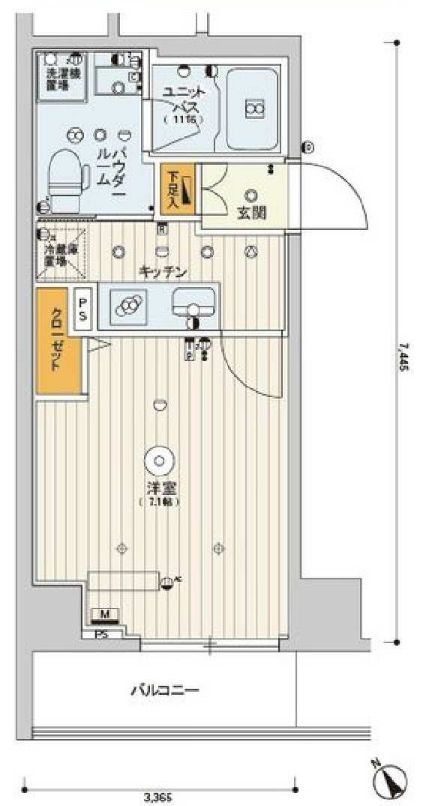 洗濯機
置場
ユニット
バス
(1116)
パウダー
ルーム
下足入
玄関
冷蔵庫
置場
R
キッチン
PS
クローゼット
T
P
洋室
(7.1帖)
AC
M
PS
バルコニー
7,445
3,365
N